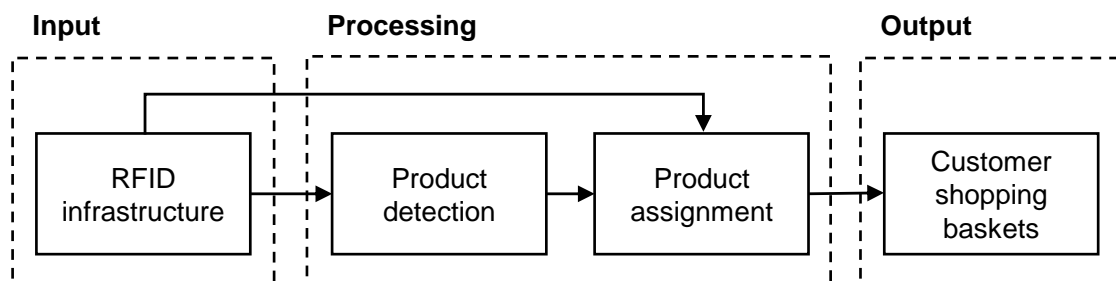 Input
Processing
Output
RFID
infrastructure
Product
detection
Product
assignment
Customer
shopping
baskets